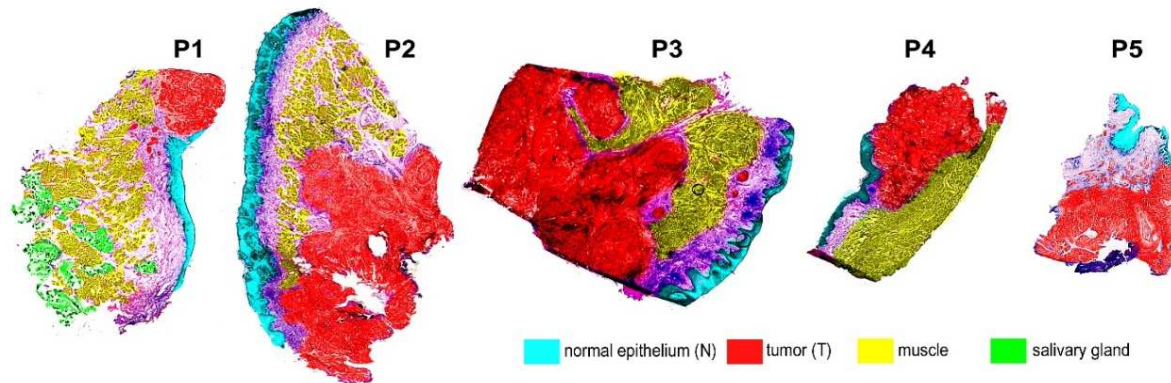 P1
P2
P3
P4
P5
normal epithelium (N)
tumor (T)
muscle
salivary gland